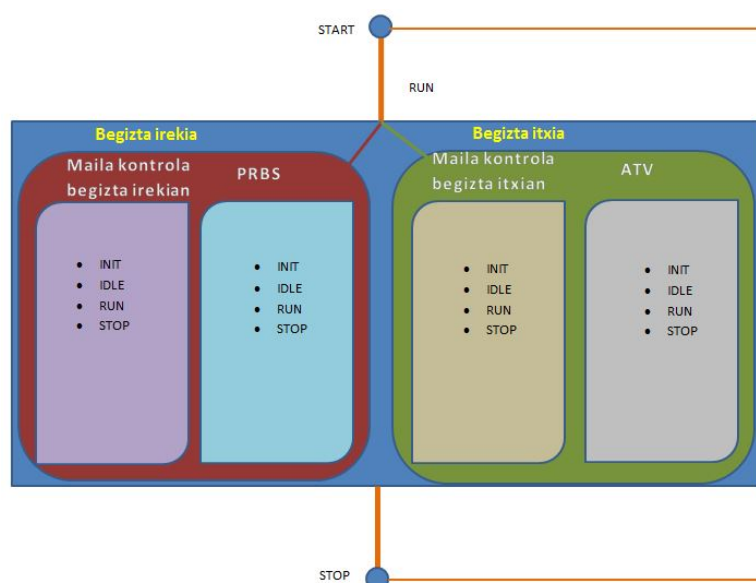 START
RUN
Begizta irekia
Begizta itxia
Maila kontrola
begizta irekian
PRBS
Maila kontrola
begizta itxian
ATV
• INIT
• IDLE
• RUN
• STOP
• INIT
• IDLE
• RUN
• STOP
• INIT
• IDLE
• RUN
• STOP
• INIT
• IDLE
• RUN
• STOP
STOP